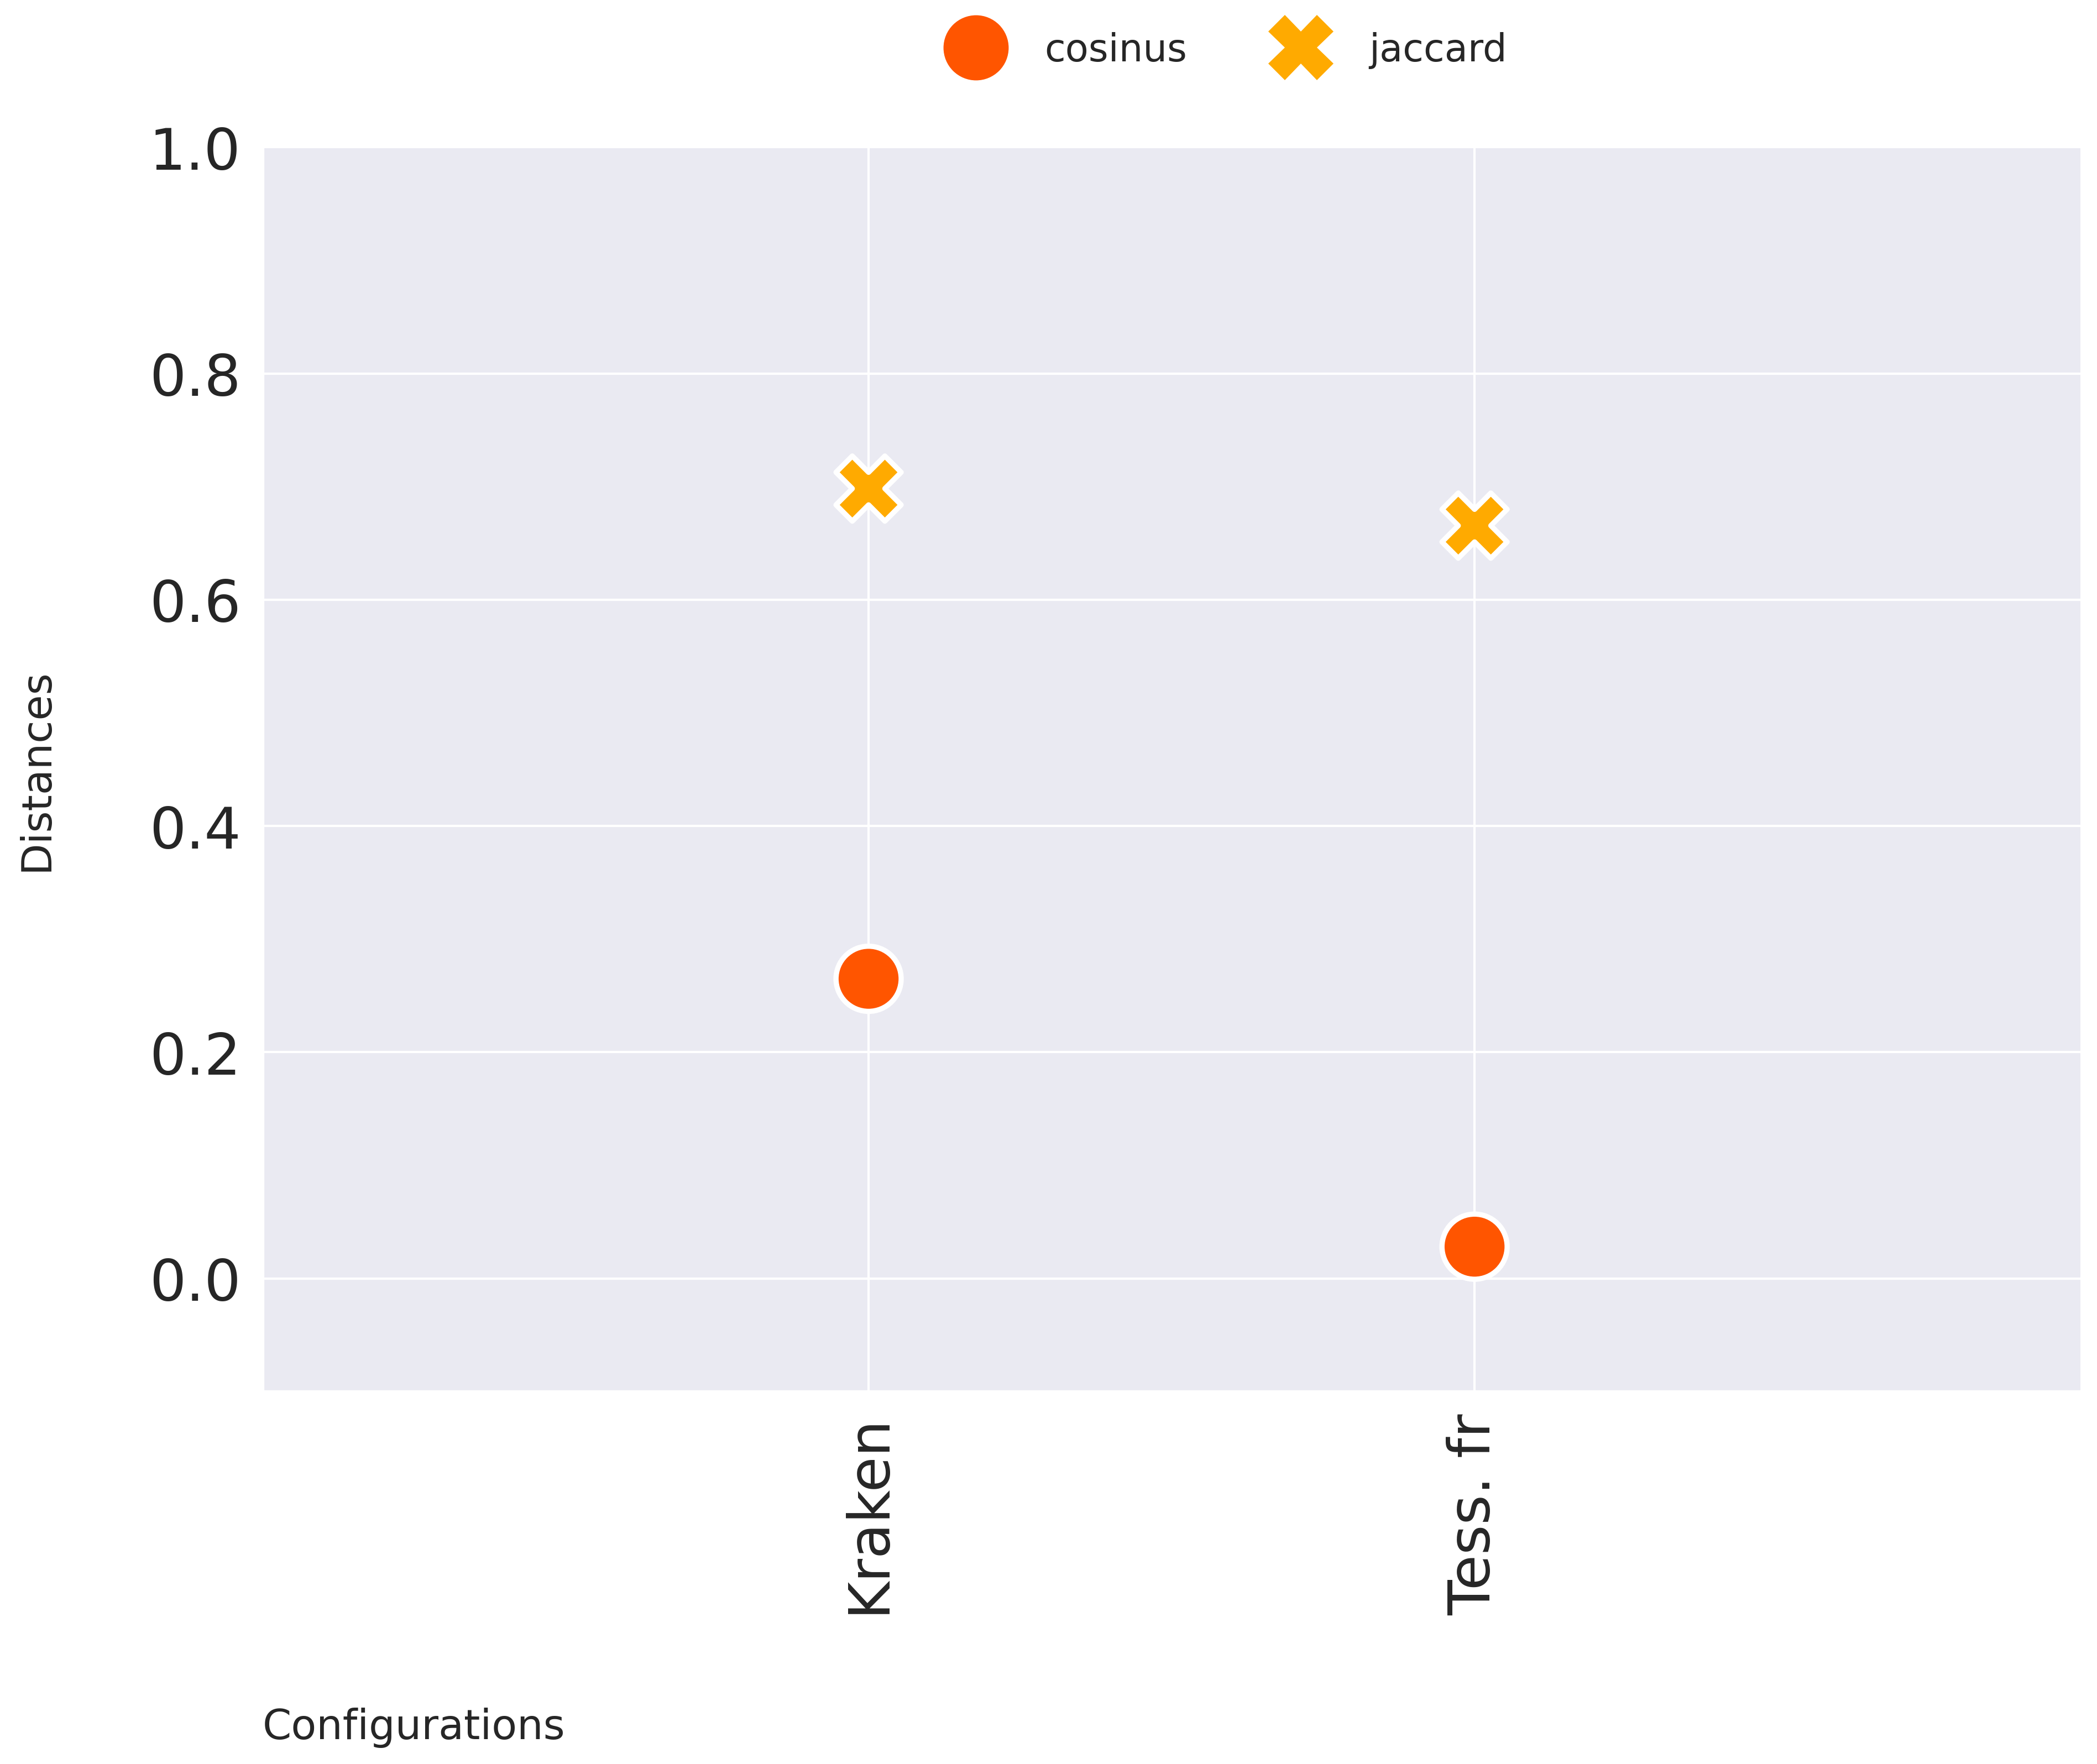 cosinus jaccard
1.0
0.8
0.6
0.4
0.2
0.0
Distances
Kraken
Tess. fr
Configurations